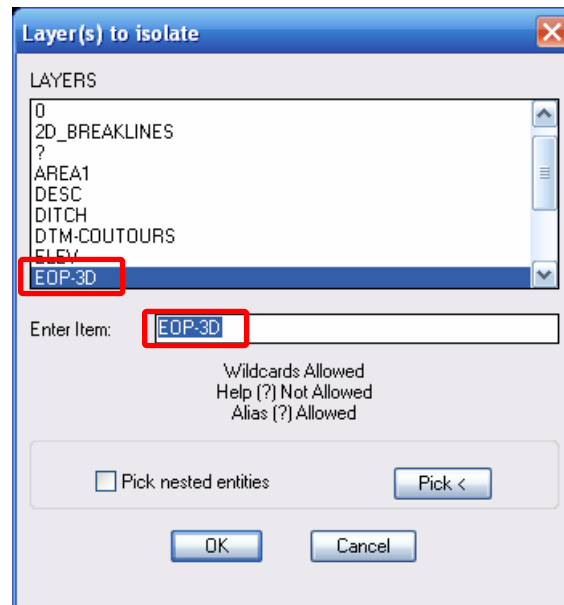 Layer(s) to isolate
LAYERS
0
2D_BREAKLINES
?
AREA1
DESC
DITCH
DTM-COUTOURS
ELEV
EOP-3D
Enter Item: EOP-3D
Wildcards Allowed
Help (?) Not Allowed
Alias (?) Allowed
Pick nested entities Pick <
OK Cancel